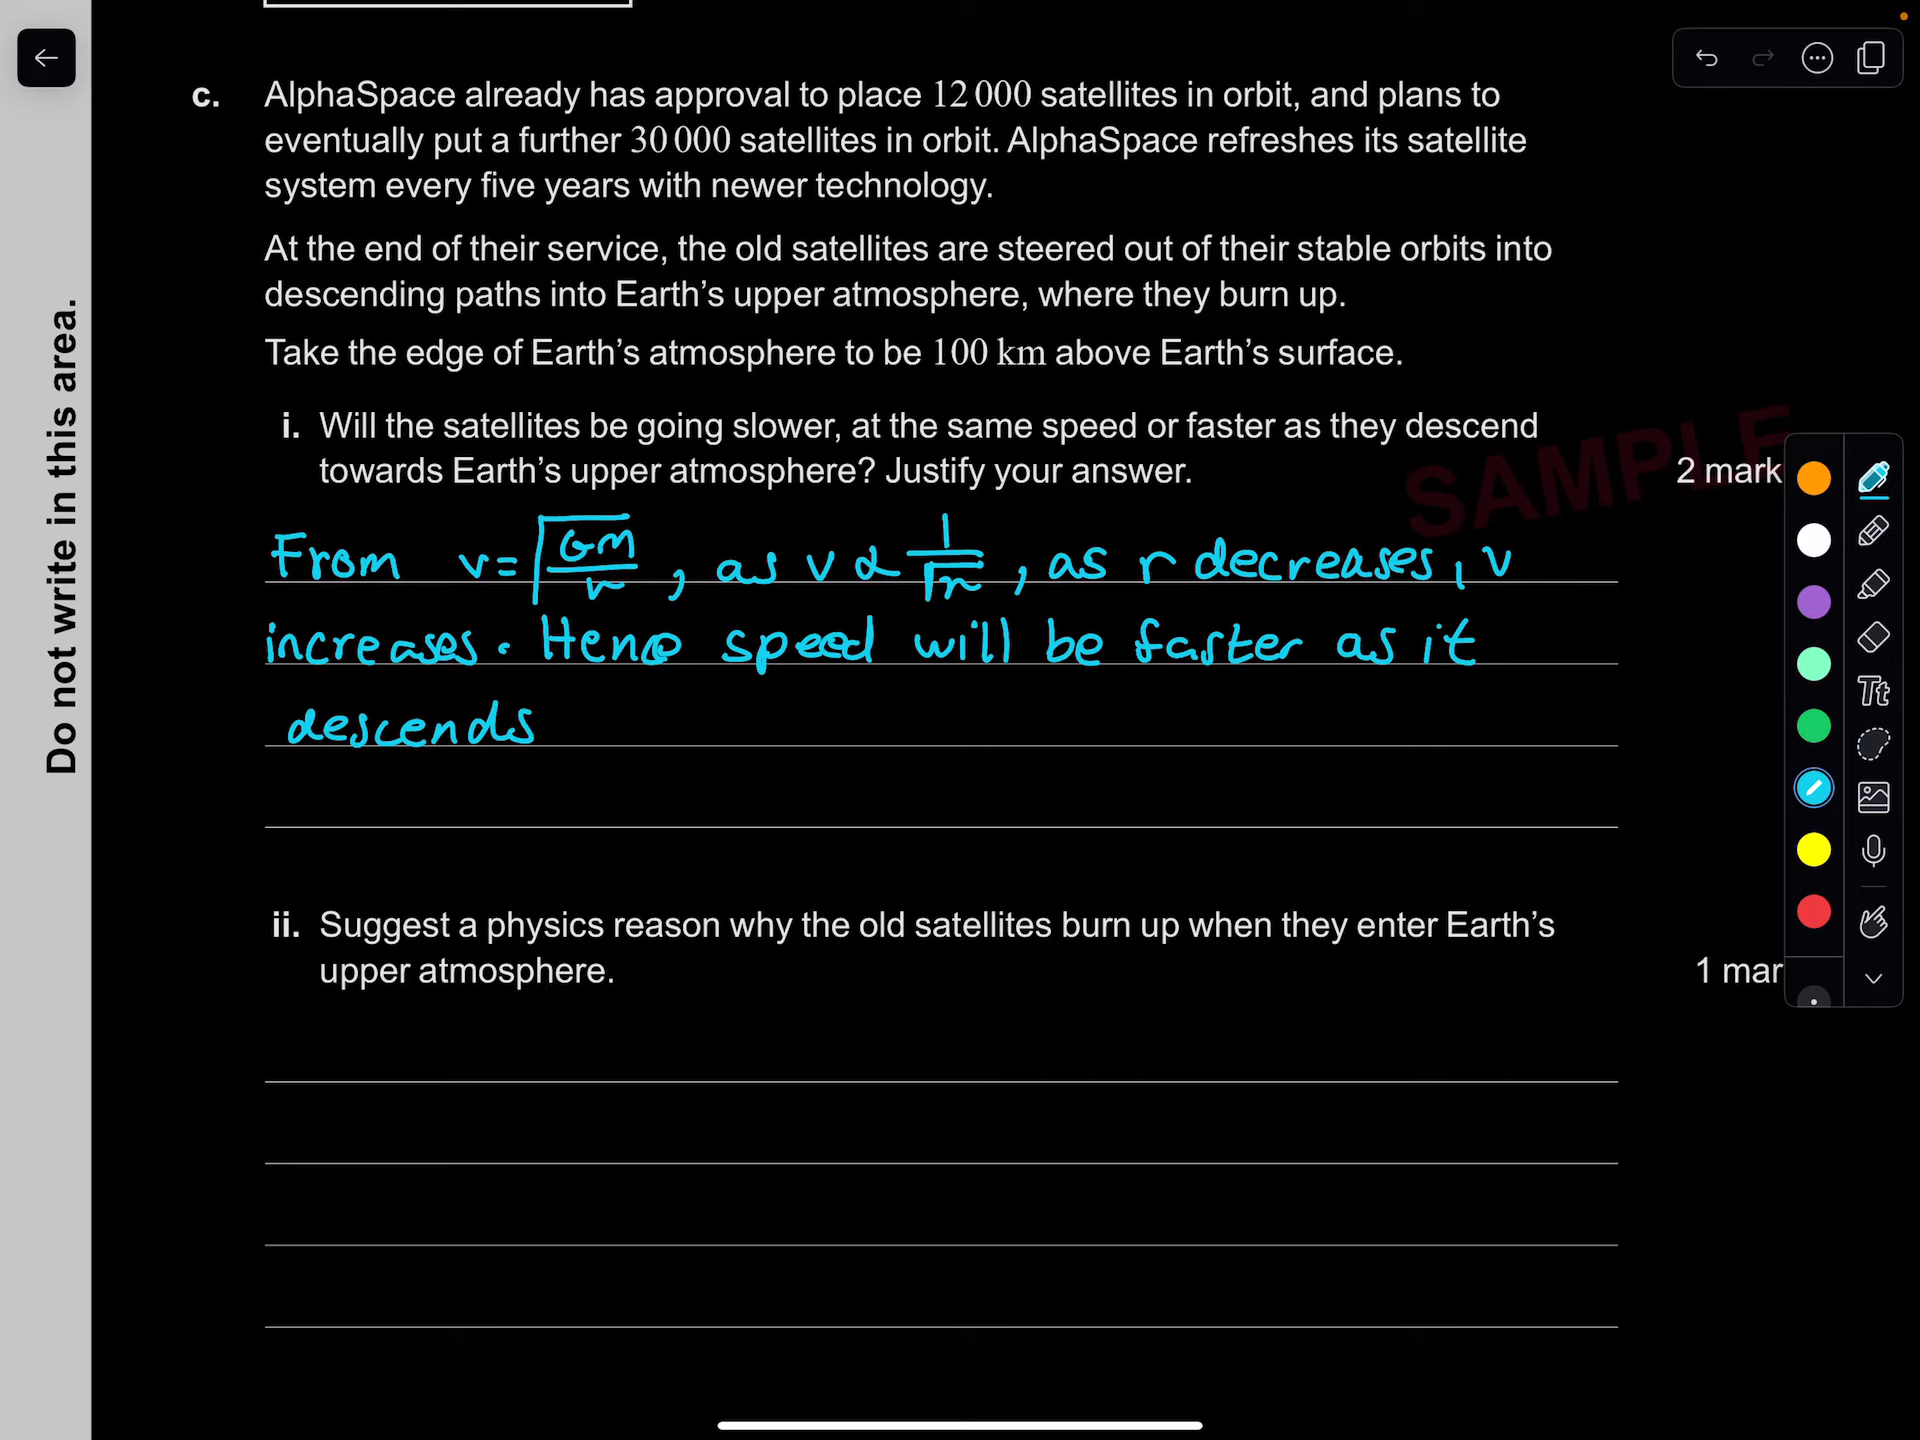 c. AlphaSpace already has approval to place 12 000 satellites in orbit, and plans to
eventually put a further 30 000 satellites in orbit. AlphaSpace refreshes its satellite
system every five years with newer technology.
At the end of their service, the old satellites are steered out of their stable orbits into
descending paths into Earth's upper atmosphere, where they burn up.
Take the edge of Earth's atmosphere to be 100 km above Earth's surface.
i. Will the satellites be going slower, at the same speed or faster as they descend
towards Earth's upper atmosphere? Justify your answer. 2 mark
SAMPLE
From v = √(GM/r), as v ∝ 1/√r, as r decreases, v
increases. Hence speed will be faster as it
descends
ii. Suggest a physics reason why the old satellites burn up when they enter Earth's
upper atmosphere. 1 mar
Do not write in this area.
Tt